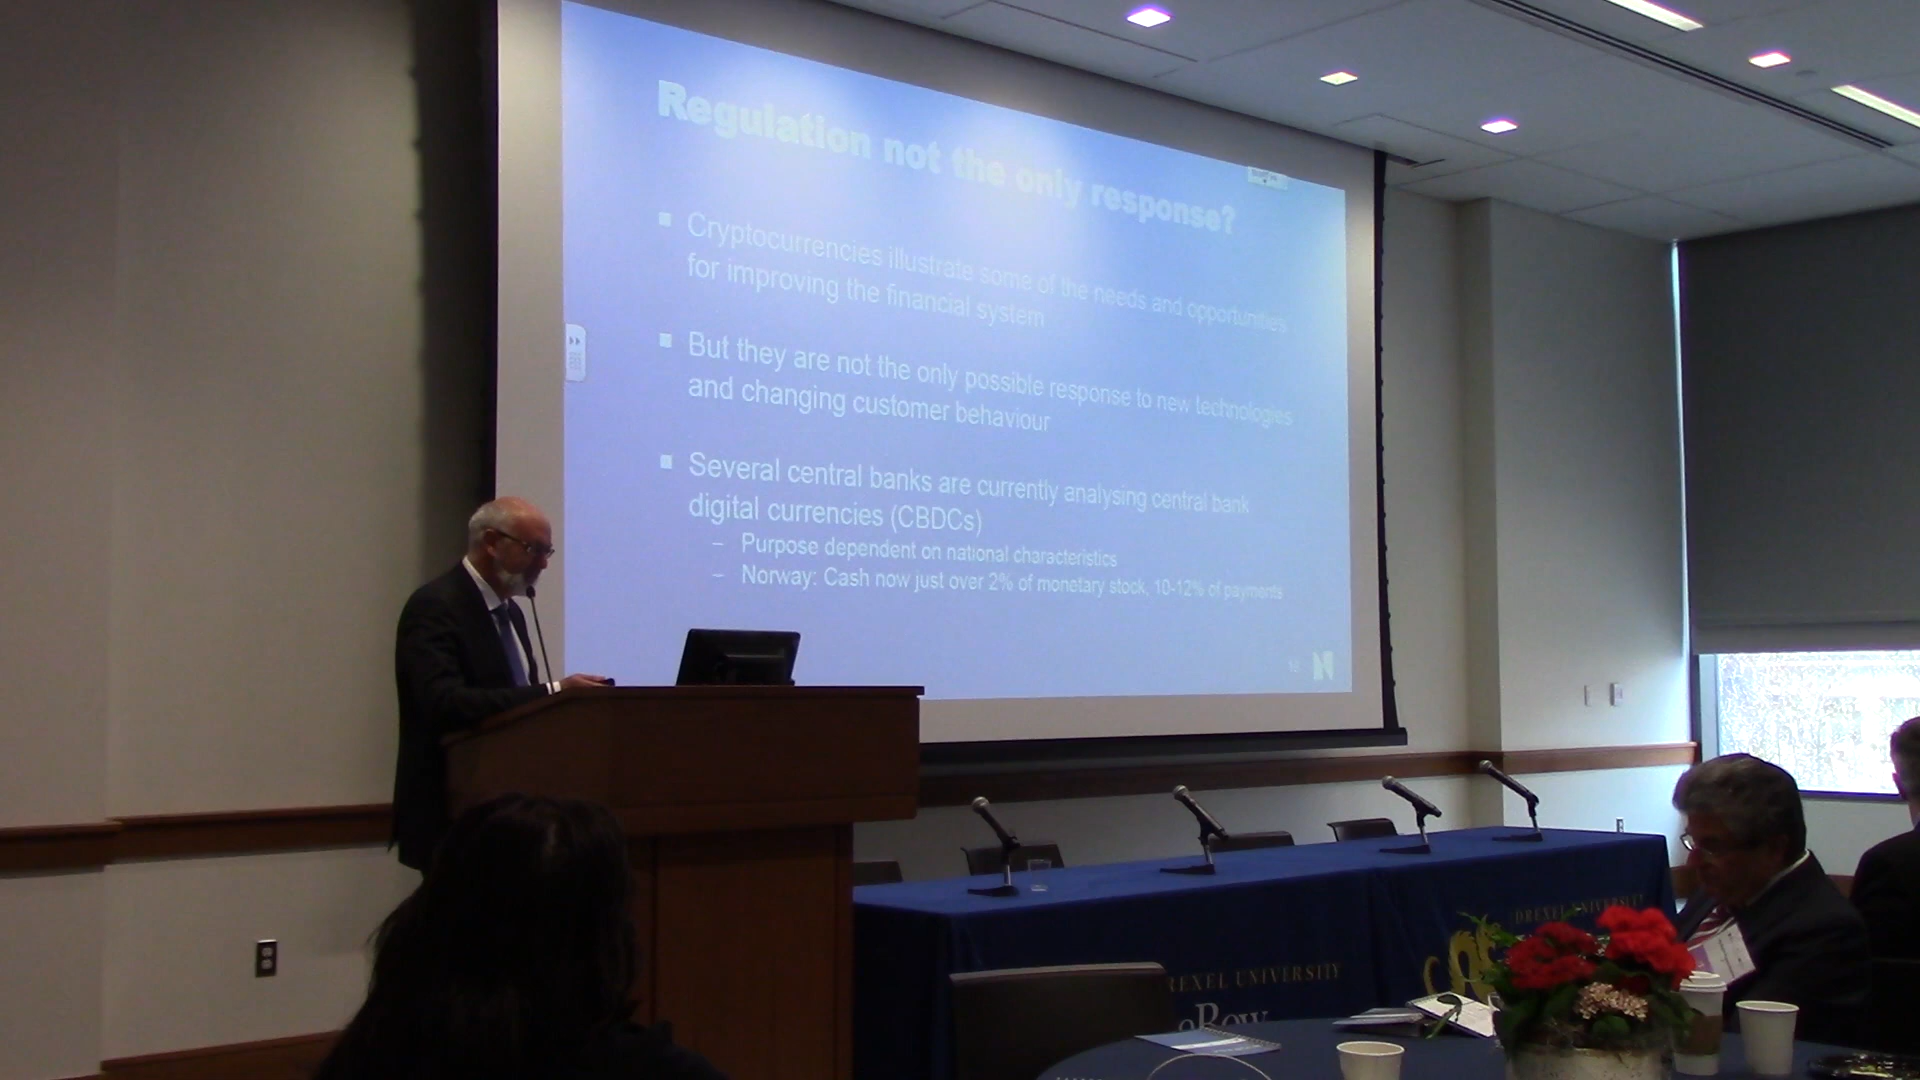 Regulation not the only response?
Cryptocurrencies illustrate some of the needs and opportunities
for improving the financial system
But they are not the only possible response to new technologies
and changing customer behaviour
Several central banks are currently analysing central bank
digital currencies (CBDCs)
– Purpose dependent on national characteristics
– Norway: Cash now just over 2% of monetary stock, 10-12% of payments
DREXEL UNIVERSITY
DREXEL UNIVERSITY